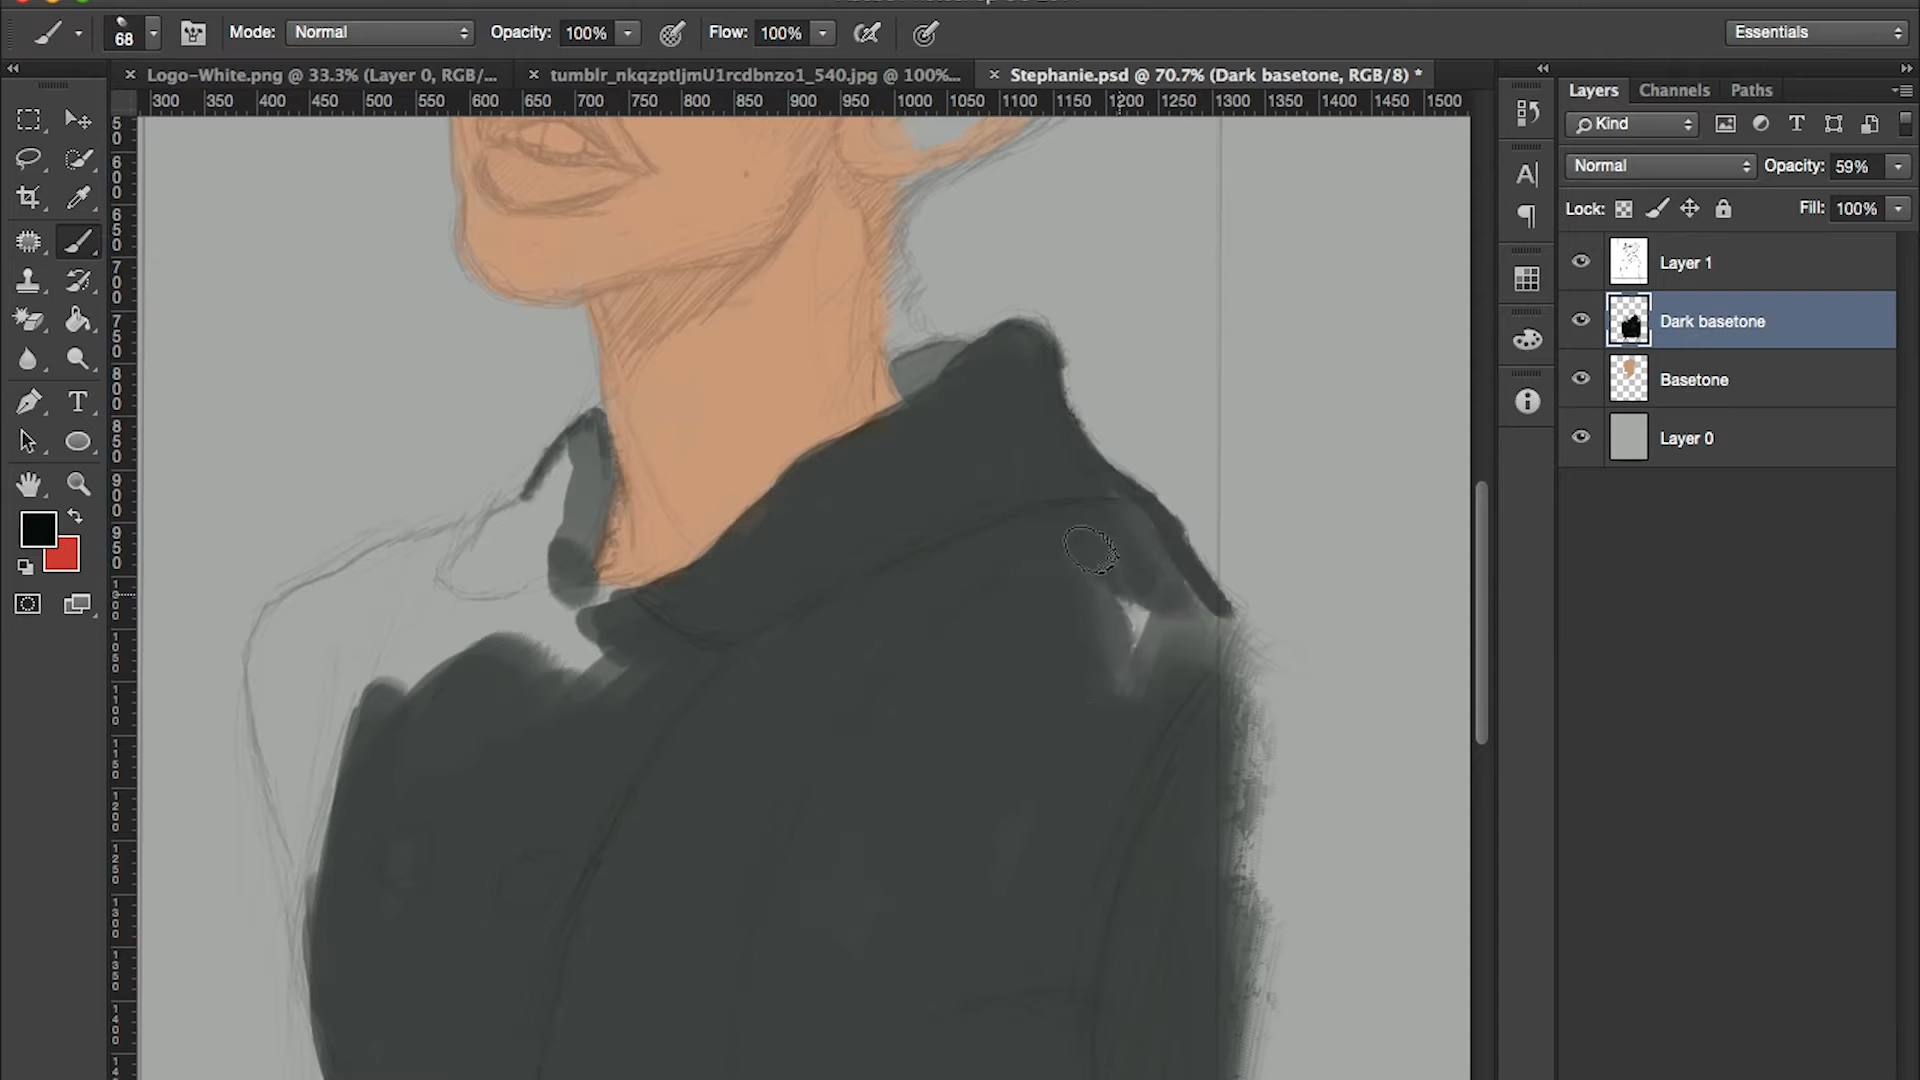 68 Mode: Normal Opacity: 100% Flow: 100% Essentials
Logo-White.png @ 33.3% (Layer 0, RGB/... tumblr_nkqzptljmU1rcdbnzo1_540.jpg @ 100%... Stephanie.psd @ 70.7% (Dark basetone, RGB/8) *
300 350 400 450 500 550 600 650 700 750 800 850 900 950 1000 1050 1100 1150 1200 1250 1300 1350 1400 1450 1500
Layers Channels Paths
Kind
Normal Opacity: 59%
Lock: Fill: 100%
Layer 1
Dark basetone
Basetone
Layer 0
600
650
700
750
800
850
900
950
1000
1050
1100
1150
1200
1250
1300
1350
1400